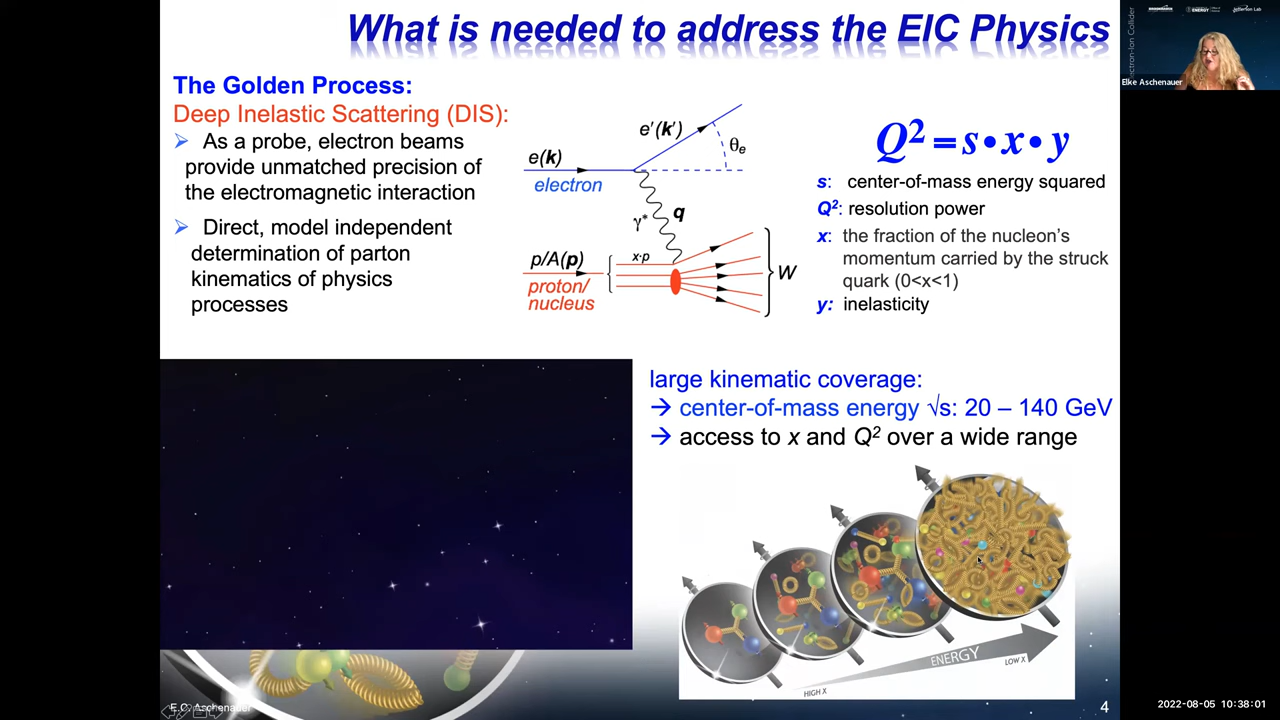 What is needed to address the EIC Physics
The Golden Process:
Deep Inelastic Scattering (DIS):
As a probe, electron beams
provide unmatched precision of
the electromagnetic interaction
Direct, model independent
determination of parton
kinematics of physics
processes
e(k)
electron
e'(k')
θe
γ*
q
p/A(p)
proton/
nucleus
x·p
W
Q² = s • x • y
s: center-of-mass energy squared
Q²: resolution power
x: the fraction of the nucleon's
momentum carried by the struck
quark (0<x<1)
y: inelasticity
large kinematic coverage:
→ center-of-mass energy √s: 20 – 140 GeV
→ access to x and Q² over a wide range
HIGH X
ENERGY
LOW X
E.C. Aschenauer
4
ENERGY
Jefferson Lab
Elke Aschenauer
2022-08-05 10:38:01